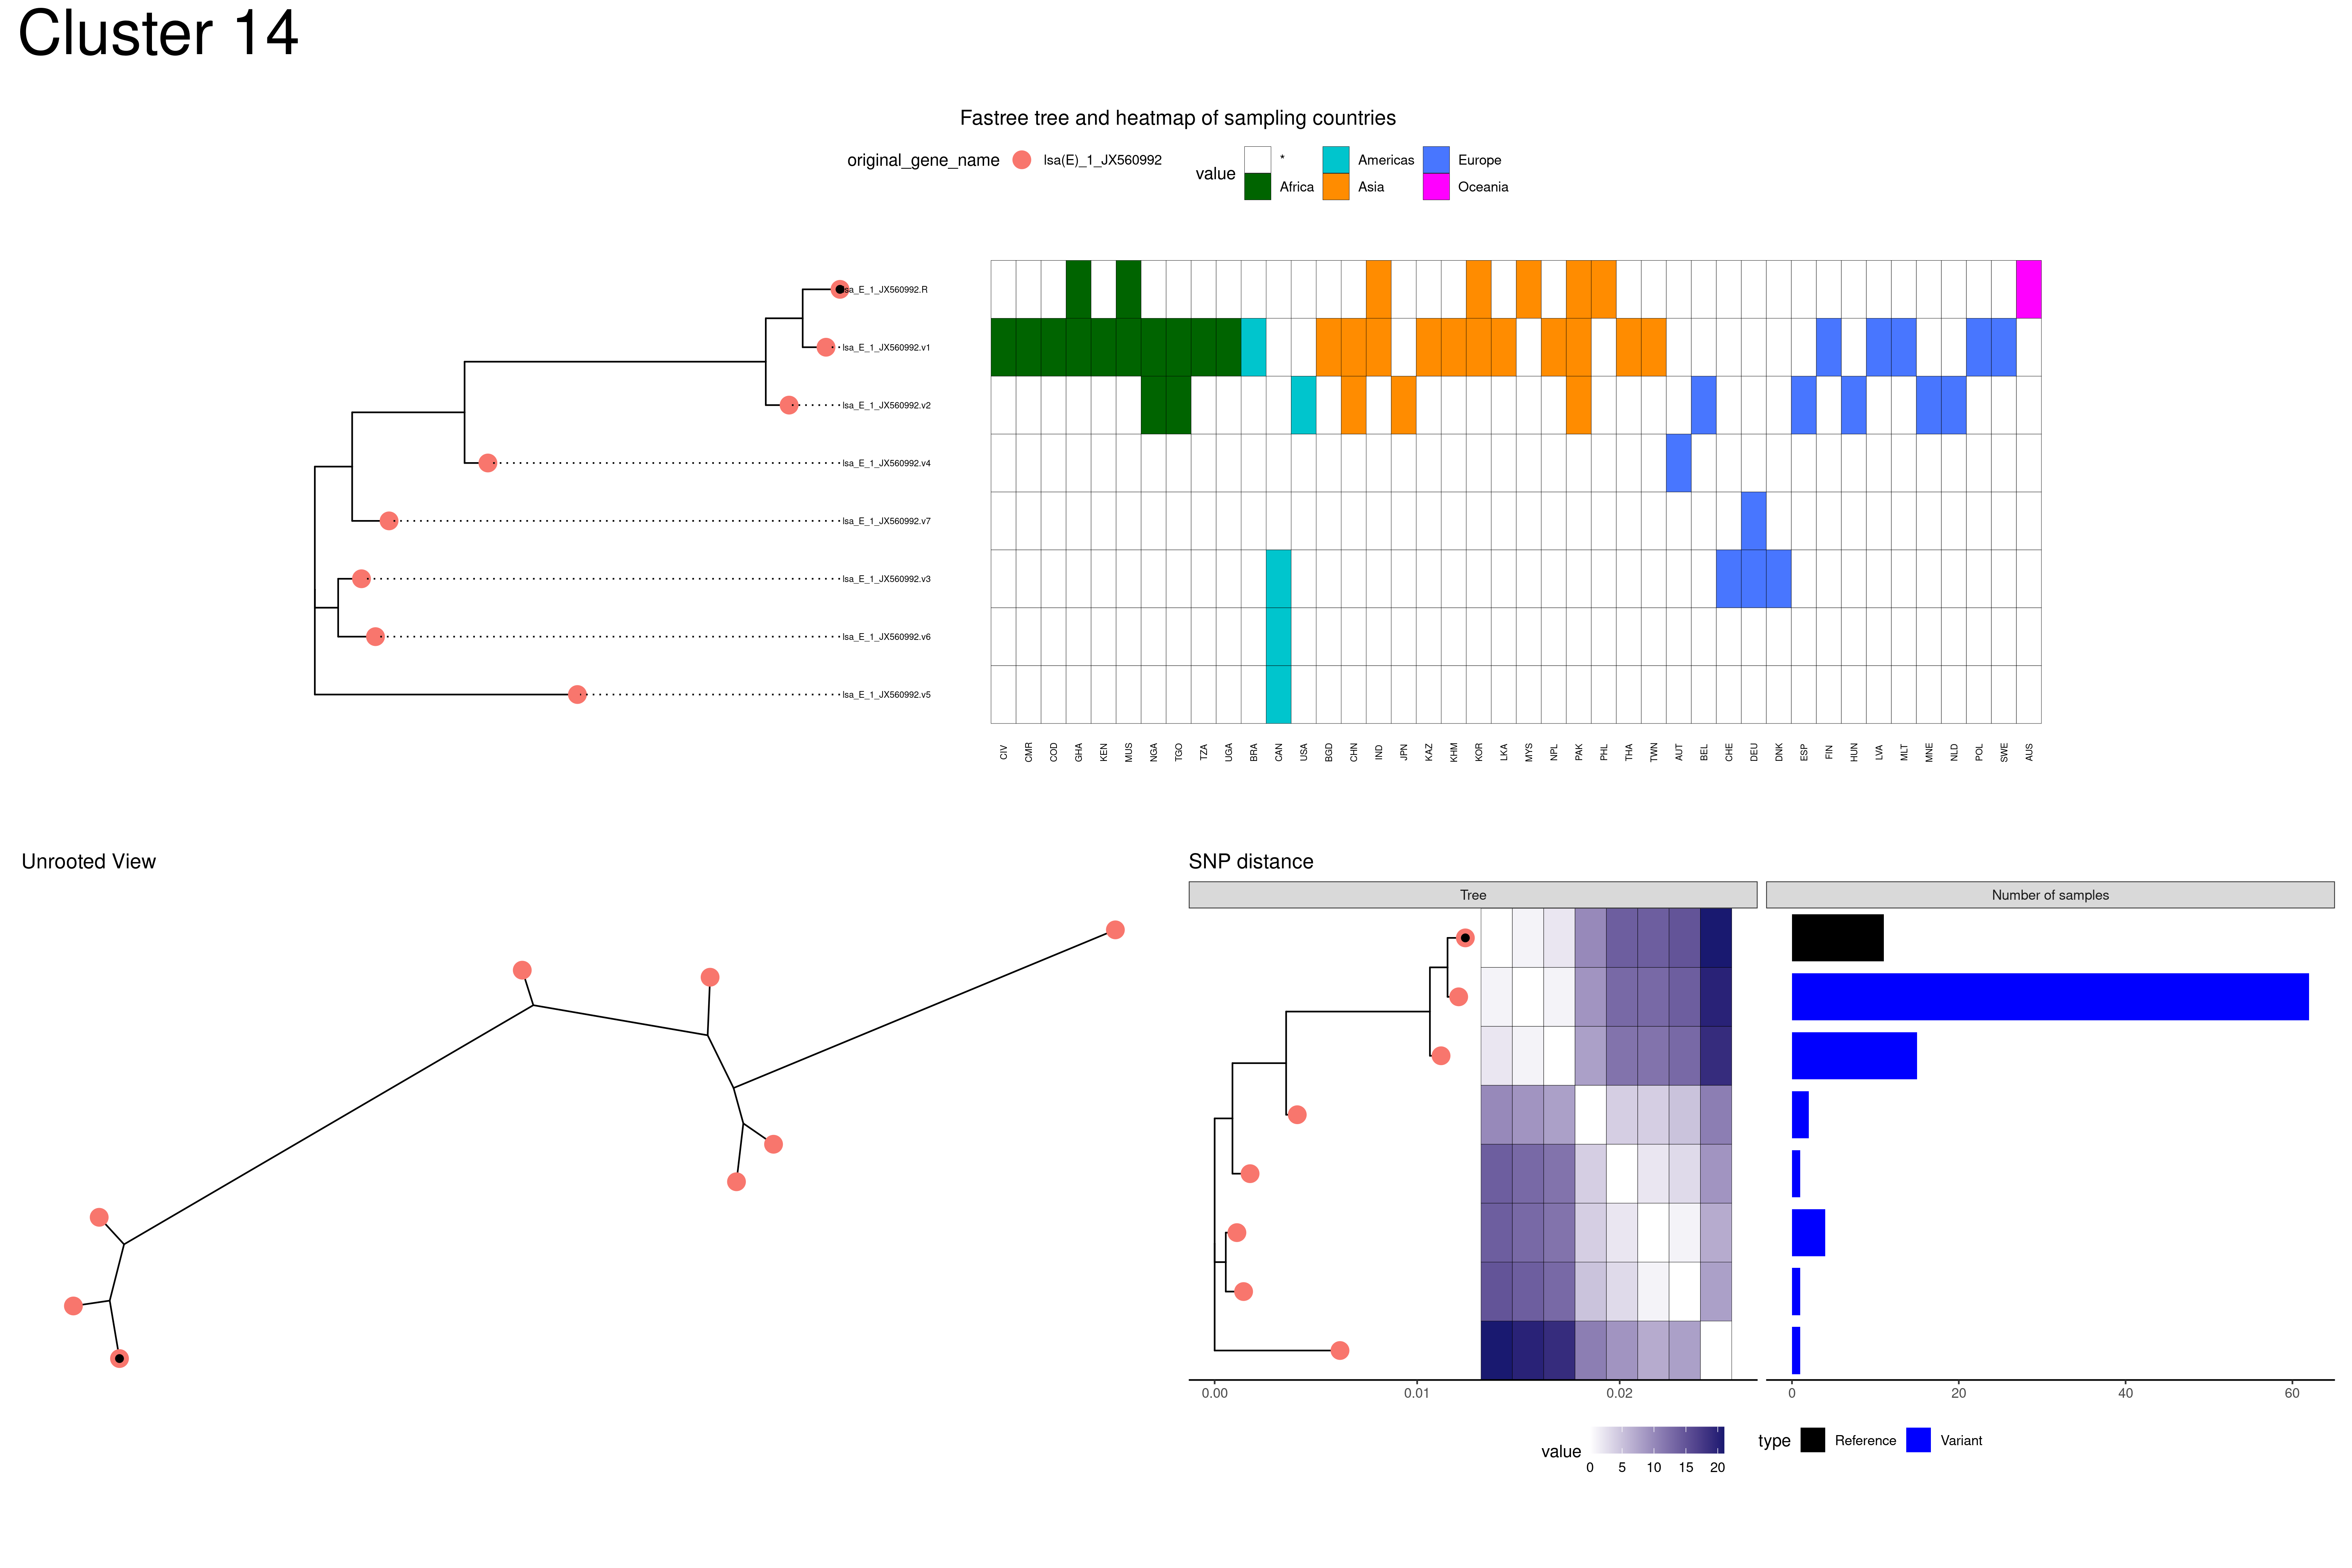 Cluster 14
Fastree tree and heatmap of sampling countries
original_gene_name lsa(E)_1_JX560992 value * Americas Europe
Africa Asia Oceania
lsa_E_1_JX560992.R
lsa_E_1_JX560992.v1
lsa_E_1_JX560992.v2
lsa_E_1_JX560992.v4
lsa_E_1_JX560992.v7
lsa_E_1_JX560992.v3
lsa_E_1_JX560992.v6
lsa_E_1_JX560992.v5
CIV CMR COD GHA KEN MUS NGA TGO TZA UGA BRA CAN USA BGD CHN IND JPN KAZ KHM KOR LKA MYS NPL PAK PHL THA TWN AUT BEL CHE DEU DNK ESP FIN HUN LVA MLT MNE NLD POL SWE AUS
Unrooted View
SNP distance
Tree Number of samples
0.00 0.01 0.02 0 20 40 60
value 0 5 10 15 20 type Reference Variant